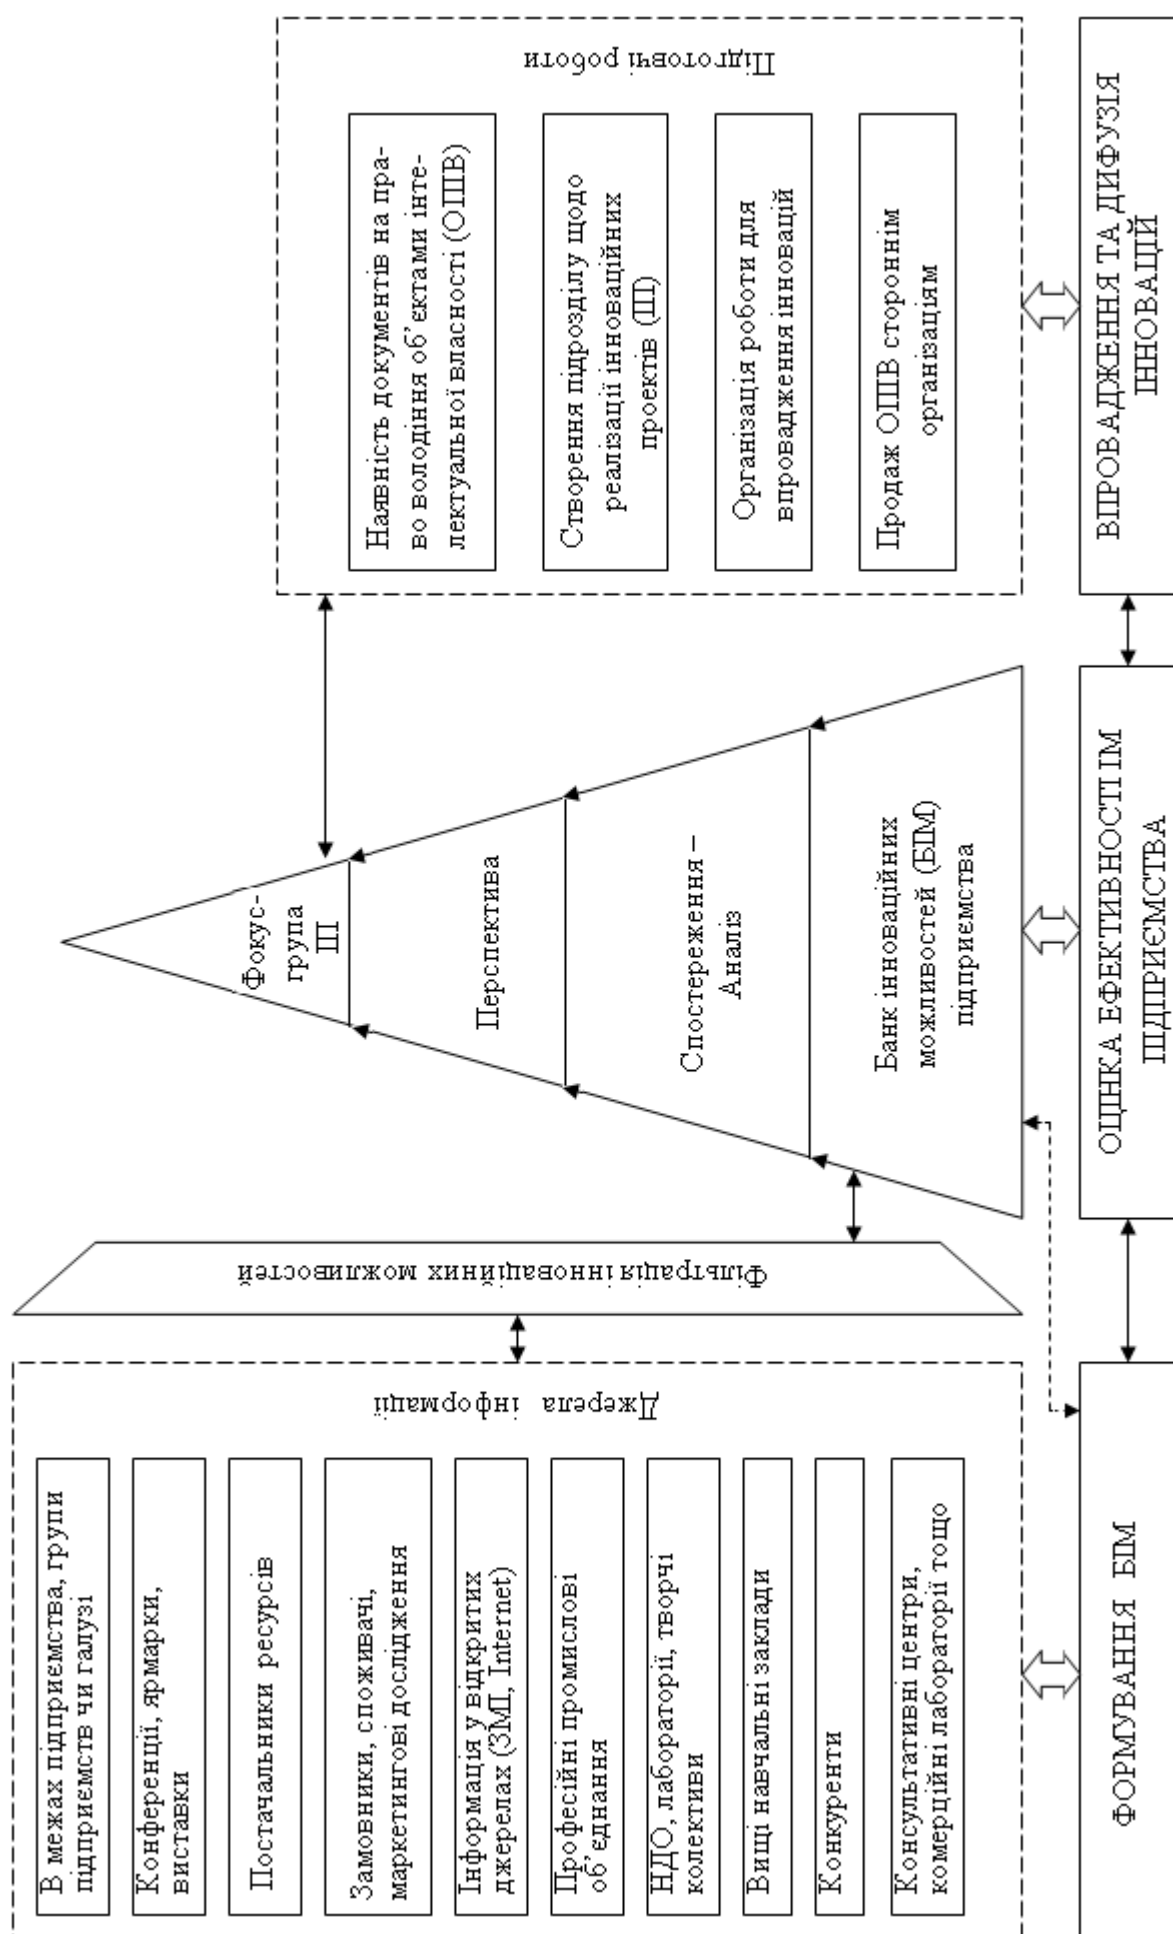 Джерела інформації
В межах підприємства, групи
підприємств чи галузі
Конференції, ярмарки,
виставки
Постачальники ресурсів
Замовники, споживачі,
маркетингові дослідження
Інформація у відкритих
джерелах (ЗМІ, Internet)
Професійні промислові
об’єднання
НДО, лабораторії, творчі
колективи
Вищі навчальні заклади
Конкуренти
Консультативні центри,
комерційні лабораторії тощо
ФОРМУВАННЯ БІМ
Фільтрація інноваційних можливостей
Фокус-
група
ІП
Перспектива
Спостереження –
Аналіз
Банк інноваційних
можливостей (БІМ)
підприємства
ОЦІНКА ЕФЕКТИВНОСТІ ІМ
ПІДПРИЄМСТВА
Підготовчі роботи
Наявність документів на пра-
во володіння об’єктами інте-
лектуальної власності (ОПІВ)
Створення підрозділу щодо
реалізації інноваційних
проектів (ІП)
Організація роботи для
впровадження інновацій
Продаж ОПІВ стороннім
організаціям
ВПРОВАДЖЕННЯ ТА ДИФУЗІЯ
ІННОВАЦІЙ